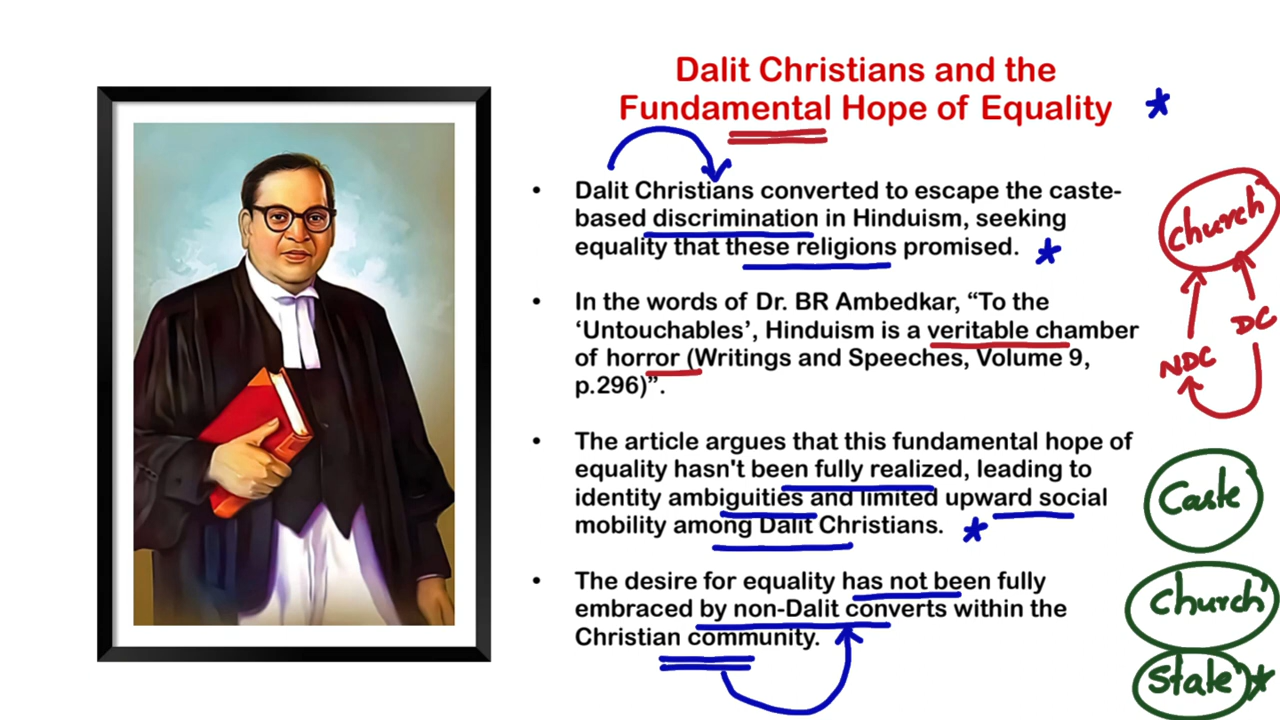 Dalit Christians and the
Fundamental Hope of Equality
• Dalit Christians converted to escape the caste-
based discrimination in Hinduism, seeking
equality that these religions promised.
• In the words of Dr. BR Ambedkar, “To the
‘Untouchables’, Hinduism is a veritable chamber
of horror (Writings and Speeches, Volume 9,
p.296)”.
• The article argues that this fundamental hope of
equality hasn't been fully realized, leading to
identity ambiguities and limited upward social
mobility among Dalit Christians.
• The desire for equality has not been fully
embraced by non-Dalit converts within the
Christian community.
church
DC
NDC
Caste
church
State